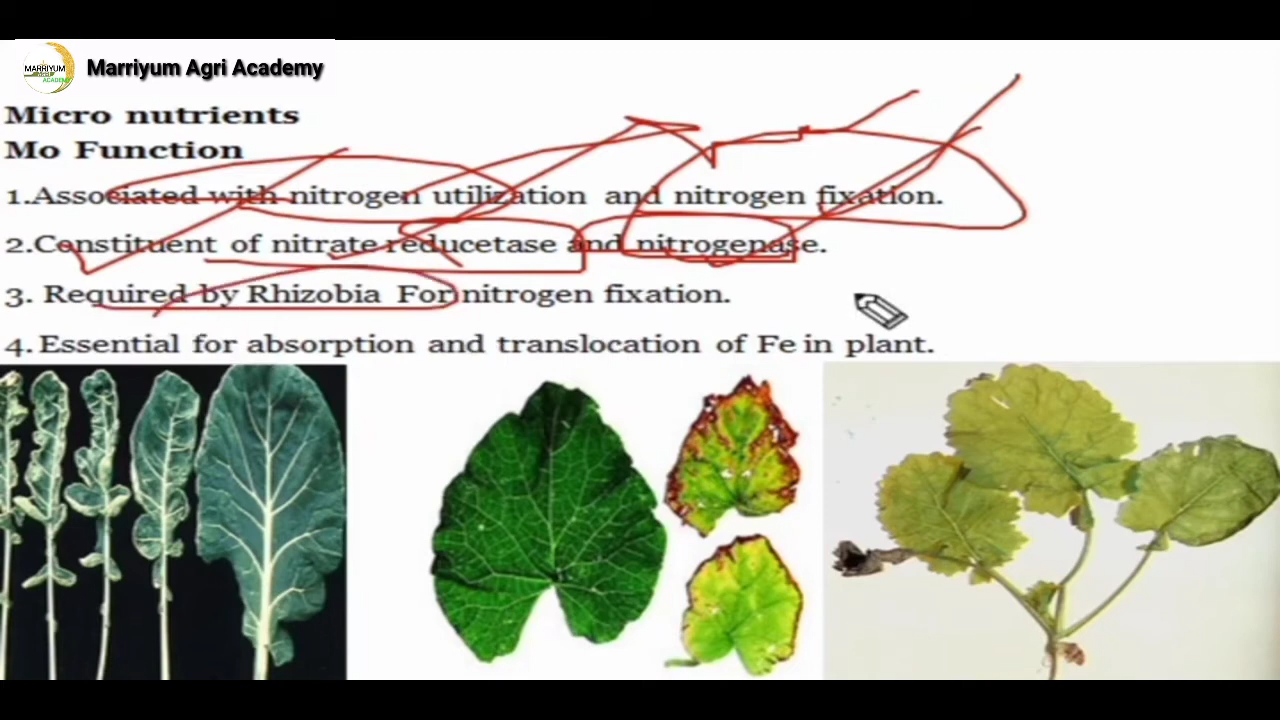 MARRIYUM
ACADEMY
Marriyum Agri Academy
Micro nutrients
Mo Function
1.Associated with nitrogen utilization and nitrogen fixation.
2.Constituent of nitrate reducetase and nitrogenase.
3. Required by Rhizobia For nitrogen fixation.
4. Essential for absorption and translocation of Fe in plant.